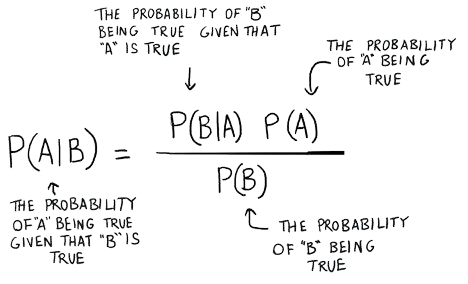 THE PROBABILITY OF "B"
BEING TRUE GIVEN THAT
"A" IS TRUE
THE PROBABILITY
OF "A" BEING
TRUE
P(A|B) = P(B|A) P(A)
P(B)
THE PROBABILITY
OF "A" BEING TRUE
GIVEN THAT "B" IS
TRUE
THE PROBABILITY
OF "B" BEING
TRUE